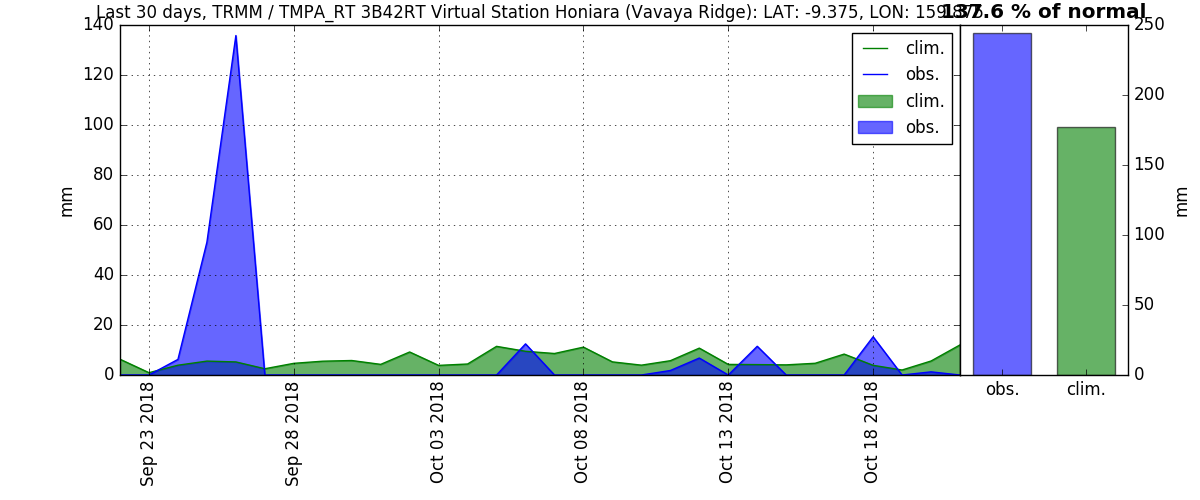 Last 30 days, TRMM / TMPA_RT 3B42RT Virtual Station Honiara (Vavaya Ridge): LAT: -9.375, LON:
137.6 % of normal
140
120
100
80
60
40
20
0
mm
clim.
obs.
clim.
obs.
Sep 23 2018
Sep 28 2018
Oct 03 2018
Oct 08 2018
Oct 13 2018
Oct 18 2018
250
200
150
100
50
0
mm
obs.
clim.